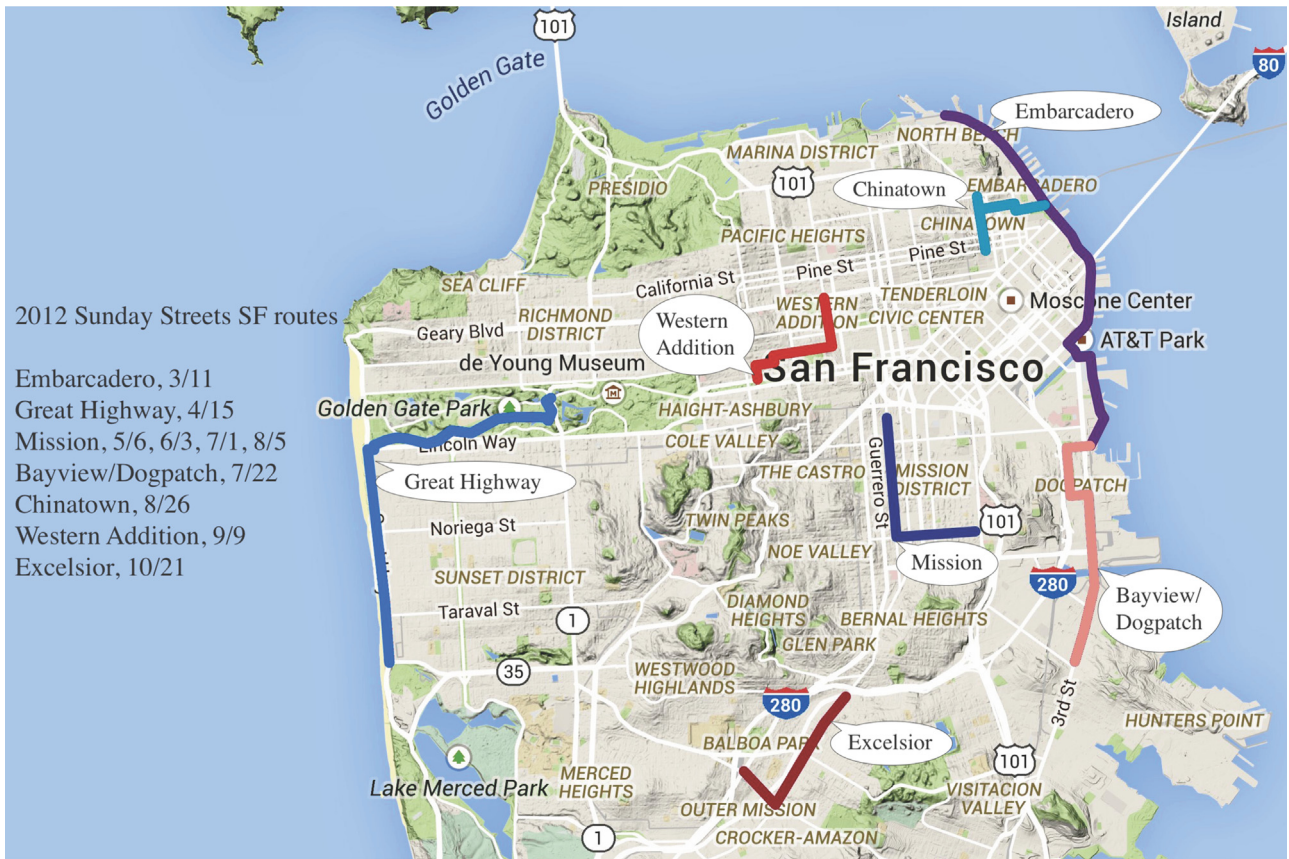 Island
101
80
Golden Gate
Embarcadero
NORTH BEACH
MARINA DISTRICT
101
PRESIDIO
Chinatown
EMBARCADERO
CHINATOWN
PACIFIC HEIGHTS
Pine St
Pine St
California St
SEA CLIFF
2012 Sunday Streets SF routes
Embarcadero, 3/11
Great Highway, 4/15
Mission, 5/6, 6/3, 7/1, 8/5
Bayview/Dogpatch, 7/22
Chinatown, 8/26
Western Addition, 9/9
Excelsior, 10/21
RICHMOND
DISTRICT
Geary Blvd
Western
Addition
WESTERN
ADDITION
TENDERLOIN
CIVIC CENTER
Moscone Center
AT&T Park
de Young Museum
San Francisco
Golden Gate Park
HAIGHT-ASHBURY
Lincoln Way
COLE VALLEY
Great Highway
THE CASTRO
Guerrero St
MISSION
DISTRICT
DOGPATCH
Noriega St
TWIN PEAKS
101
NOE VALLEY
Mission
SUNSET DISTRICT
280
Bayview/
Dogpatch
Taraval St
1
DIAMOND
HEIGHTS
BERNAL HEIGHTS
GLEN PARK
35
WESTWOOD
HIGHLANDS
280
3rd St
HUNTERS POINT
BALBOA PARK
Excelsior
101
Lake Merced Park
MERCED
HEIGHTS
OUTER MISSION
VISITACION
VALLEY
1
CROCKER-AMAZON